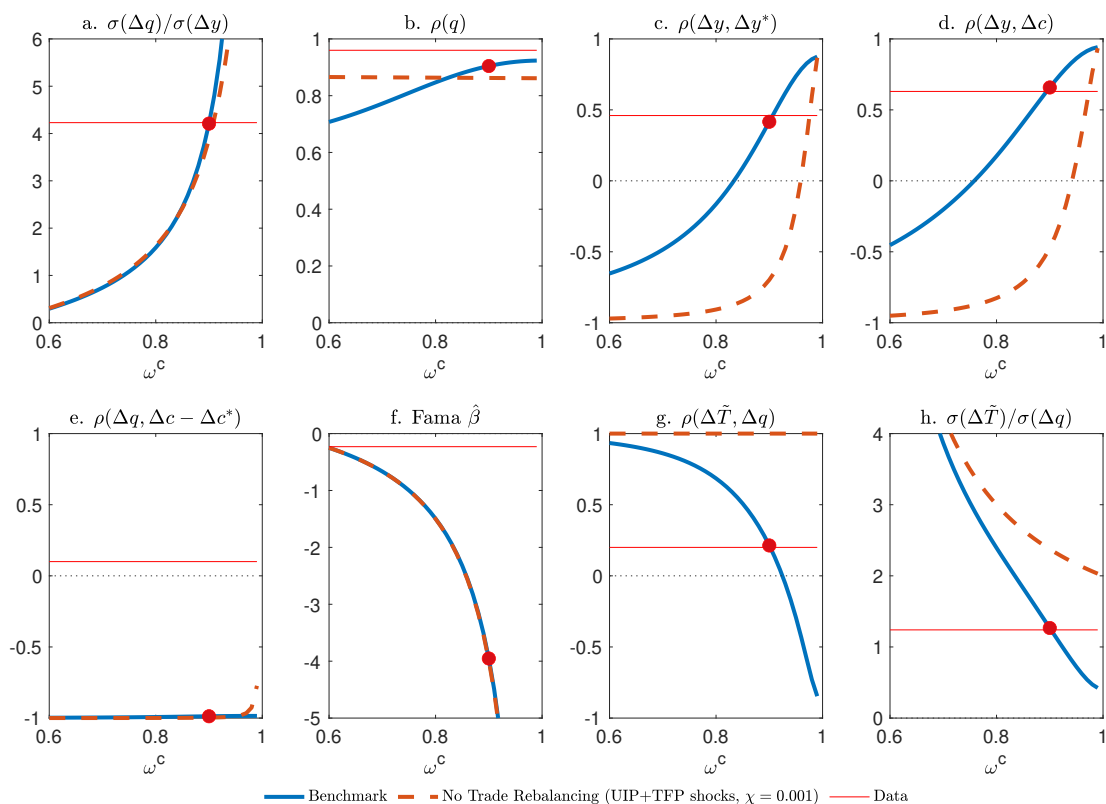 a. σ(Δq)/σ(Δy)
b. ρ(q)
c. ρ(Δy, Δy*)
d. ρ(Δy, Δc)
6
5
4
3
2
1
0
0.6 0.8 1
ω^c
1
0.8
0.6
0.4
0.2
0
0.6 0.8 1
ω^c
1
0.5
0
-0.5
-1
0.6 0.8 1
ω^c
1
0.5
0
-0.5
-1
0.6 0.8 1
ω^c
e. ρ(Δq, Δc − Δc*)
f. Fama β̂
g. ρ(ΔT̃, Δq)
h. σ(ΔT̃)/σ(Δq)
1
0.5
0
-0.5
-1
0.6 0.8 1
ω^c
0
-1
-2
-3
-4
-5
0.6 0.8 1
ω^c
1
0.5
0
-0.5
-1
0.6 0.8 1
ω^c
4
3
2
1
0
0.6 0.8 1
ω^c
Benchmark No Trade Rebalancing (UIP+TFP shocks, χ = 0.001) Data